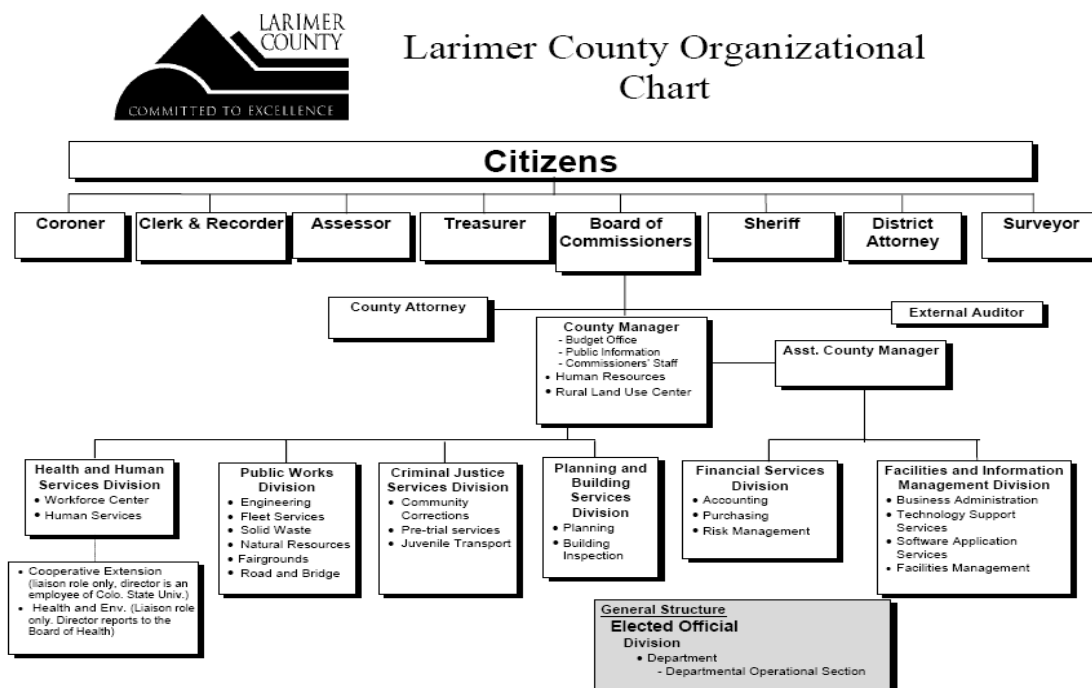 LARIMER
COUNTY
COMMITTED TO EXCELLENCE
Larimer County Organizational
Chart
Citizens
Coroner
Clerk & Recorder
Assessor
Treasurer
Board of
Commissioners
Sheriff
District
Attorney
Surveyor
County Attorney
External Auditor
County Manager
- Budget Office
- Public Information
- Commissioners' Staff
• Human Resources
• Rural Land Use Center
Asst. County Manager
Health and Human
Services Division
• Workforce Center
• Human Services
Public Works
Division
• Engineering
• Fleet Services
• Solid Waste
• Natural Resources
• Fairgrounds
• Road and Bridge
Criminal Justice
Services Division
• Community
Corrections
• Pre-trial services
• Juvenile Transport
Planning and
Building Services
Division
• Planning
• Building
Inspection
Financial Services
Division
• Accounting
• Purchasing
• Risk Management
Facilities and Information
Management Division
• Business Administration
• Technology Support
Services
• Software Application
Services
• Facilities Management
• Cooperative Extension
(liaison role only, director is an
employee of Colo. State Univ.)
• Health and Env. (Liaison role
only. Director reports to the
Board of Health)
General Structure
Elected Official
Division
• Department
- Departmental Operational Section